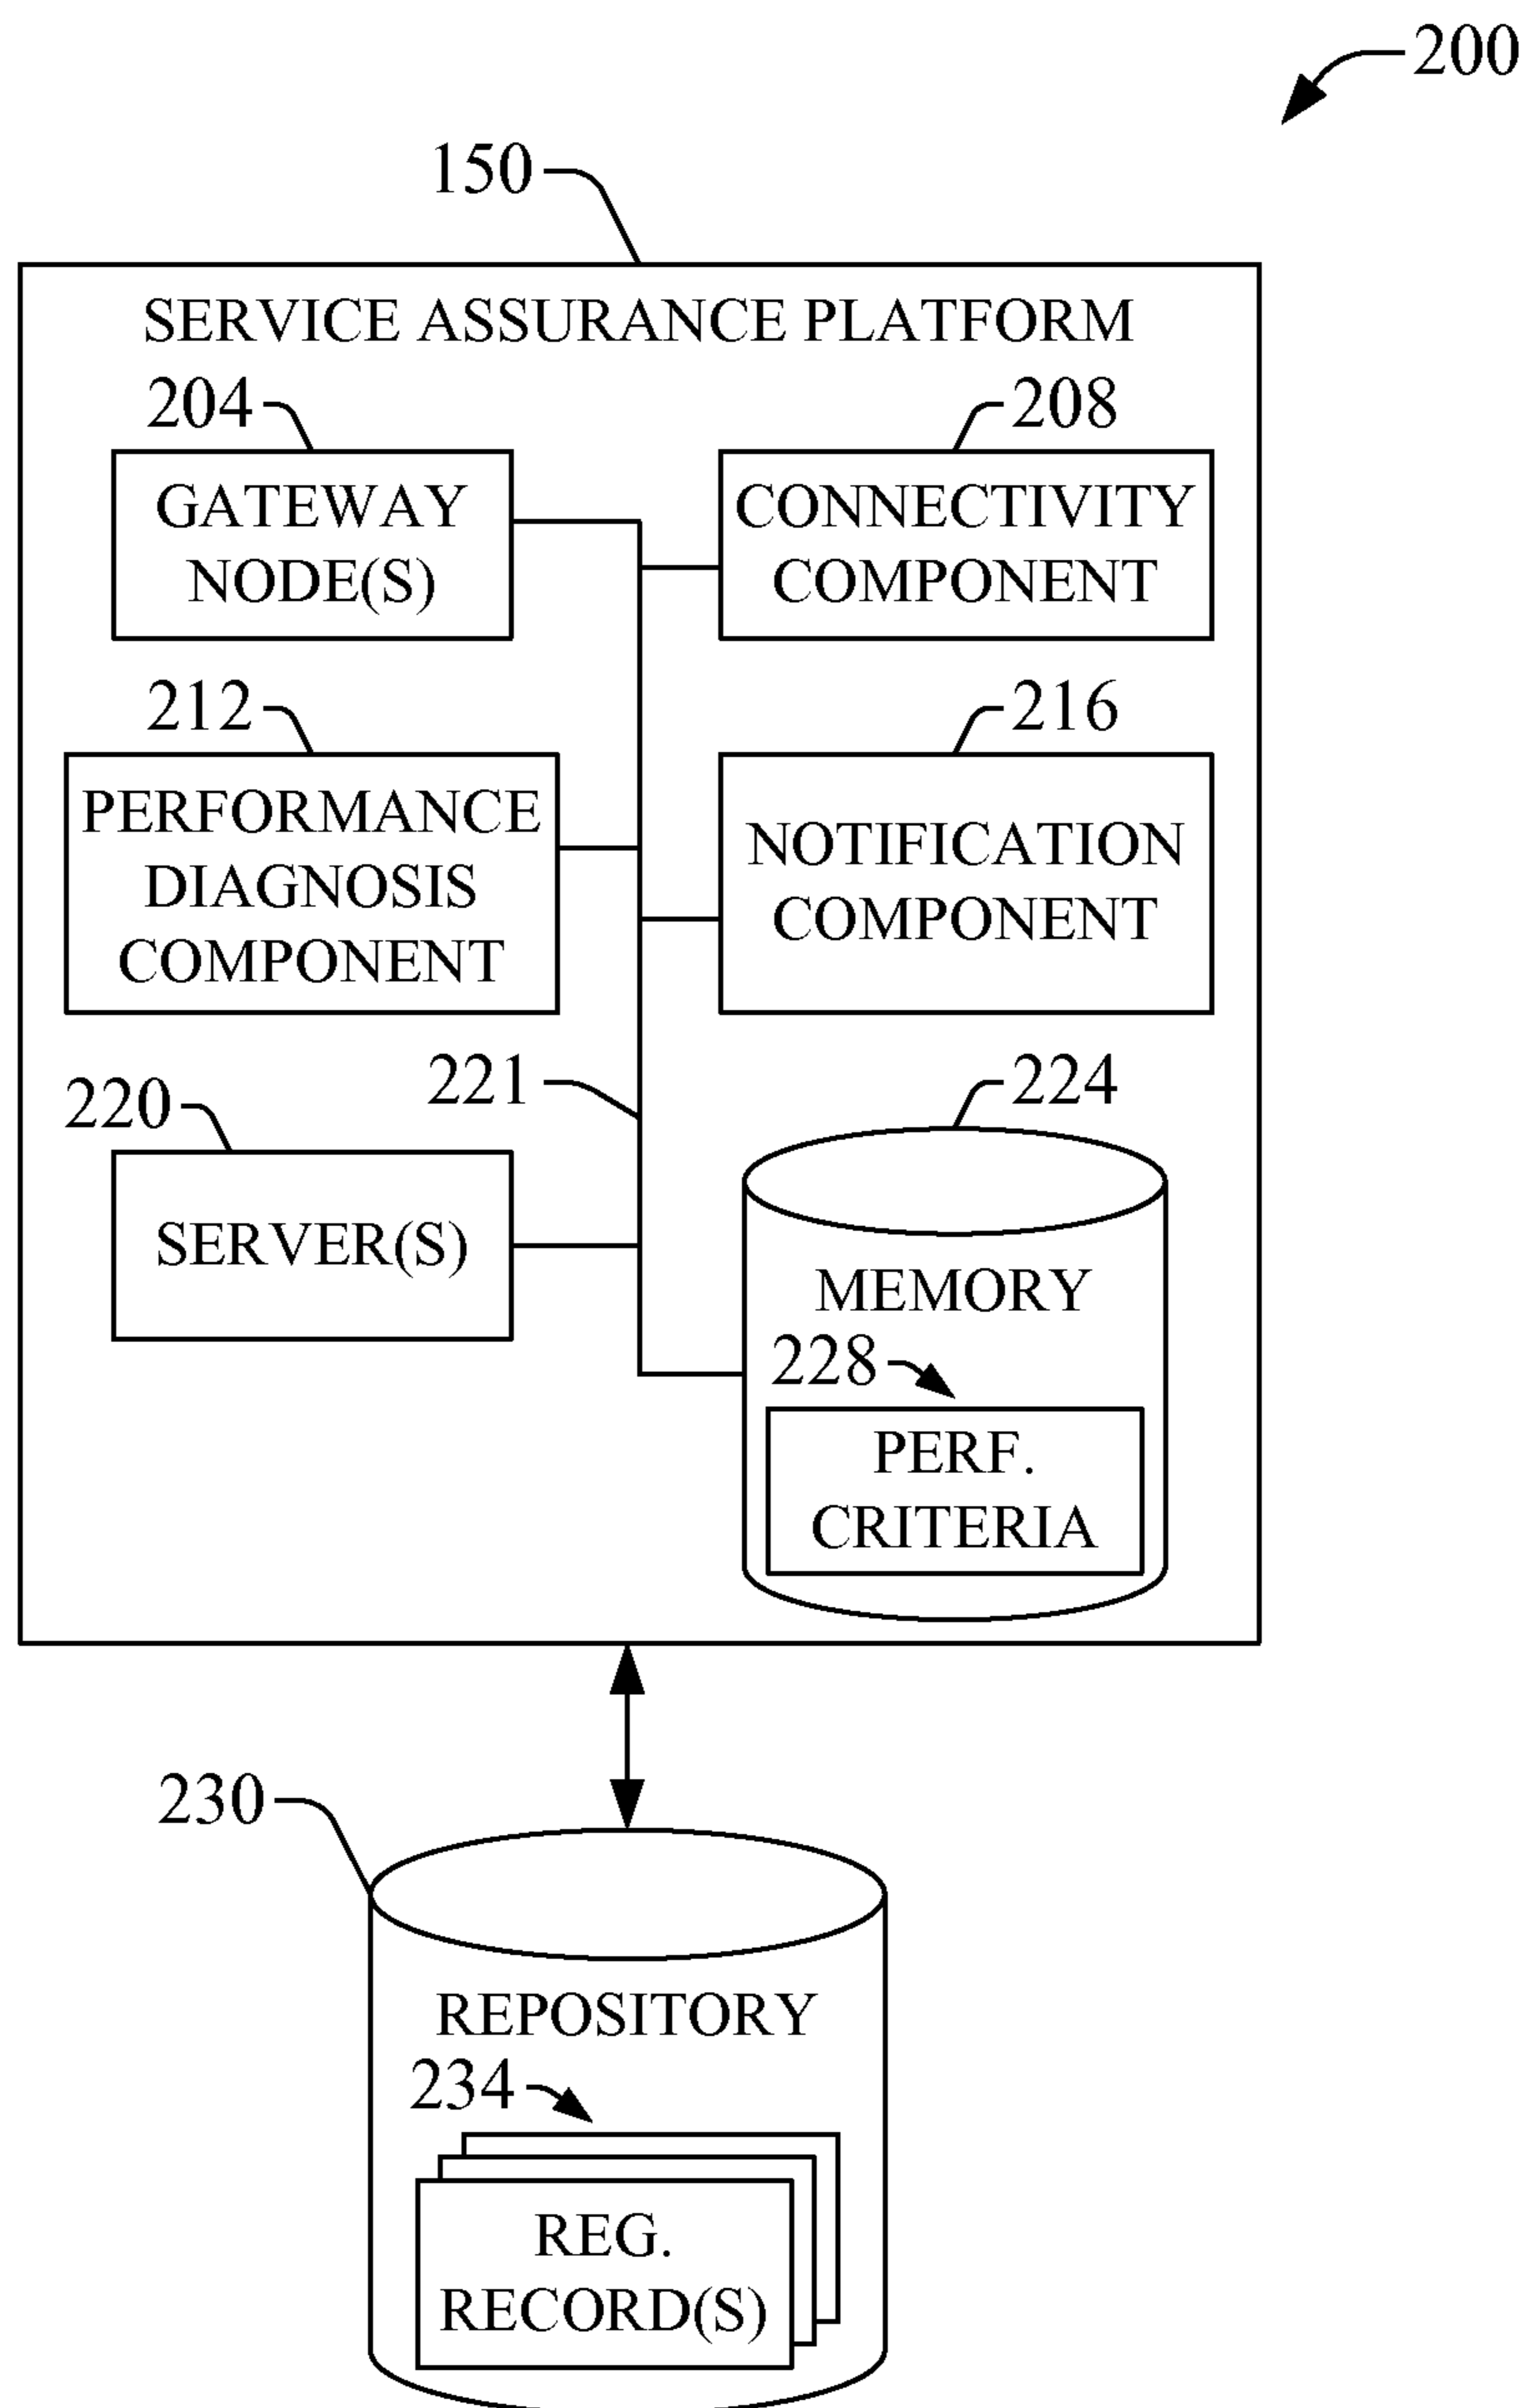 200
150
SERVICE ASSURANCE PLATFORM
204
208
GATEWAY
NODE(S)
CONNECTIVITY
COMPONENT
212
216
PERFORMANCE
DIAGNOSIS
COMPONENT
NOTIFICATION
COMPONENT
220
221
224
SERVER(S)
MEMORY
228
PERF.
CRITERIA
230
REPOSITORY
234
REG.
RECORD(S)